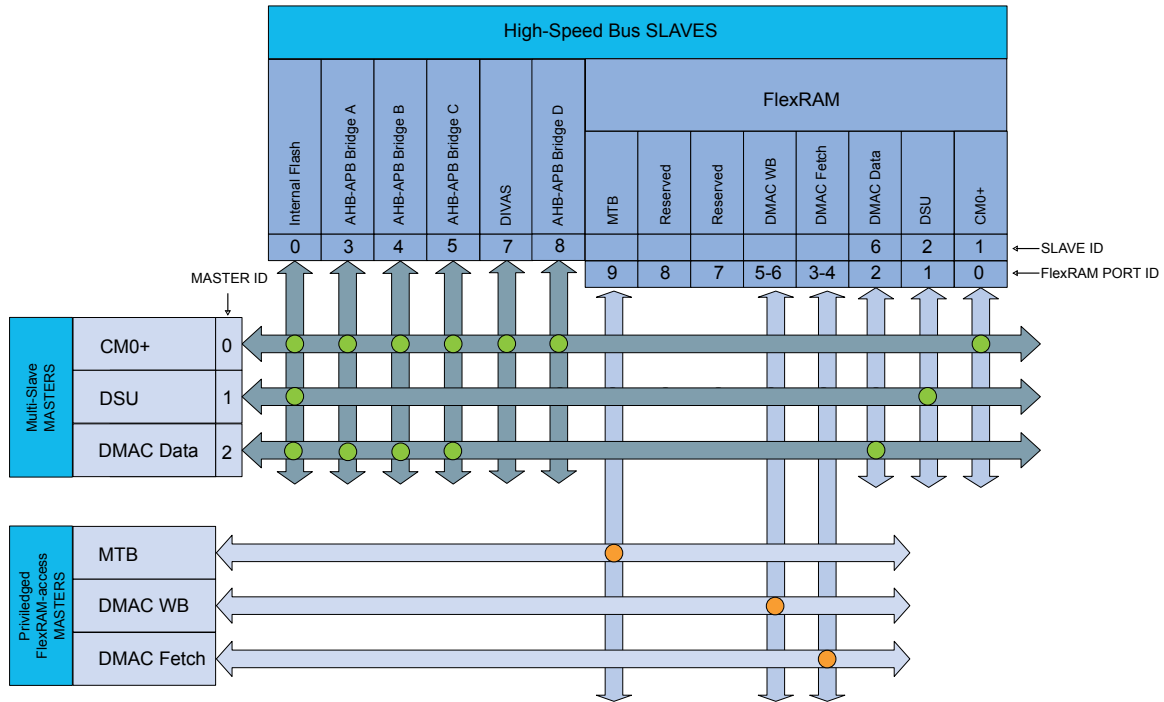 High-Speed Bus SLAVES
FlexRAM
Internal Flash
AHB-APB Bridge A
AHB-APB Bridge B
AHB-APB Bridge C
DIVAS
AHB-APB Bridge D
MTB
Reserved
Reserved
DMAC WB
DMAC Fetch
DMAC Data
DSU
CM0+
0 3 4 5 7 8 6 2 1 SLAVE ID
9 8 7 5-6 3-4 2 1 0 FlexRAM PORT ID
MASTER ID
Multi-Slave
MASTERS
CM0+ 0
DSU 1
DMAC Data 2
Priviledged
FlexRAM-access
MASTERS
MTB
DMAC WB
DMAC Fetch